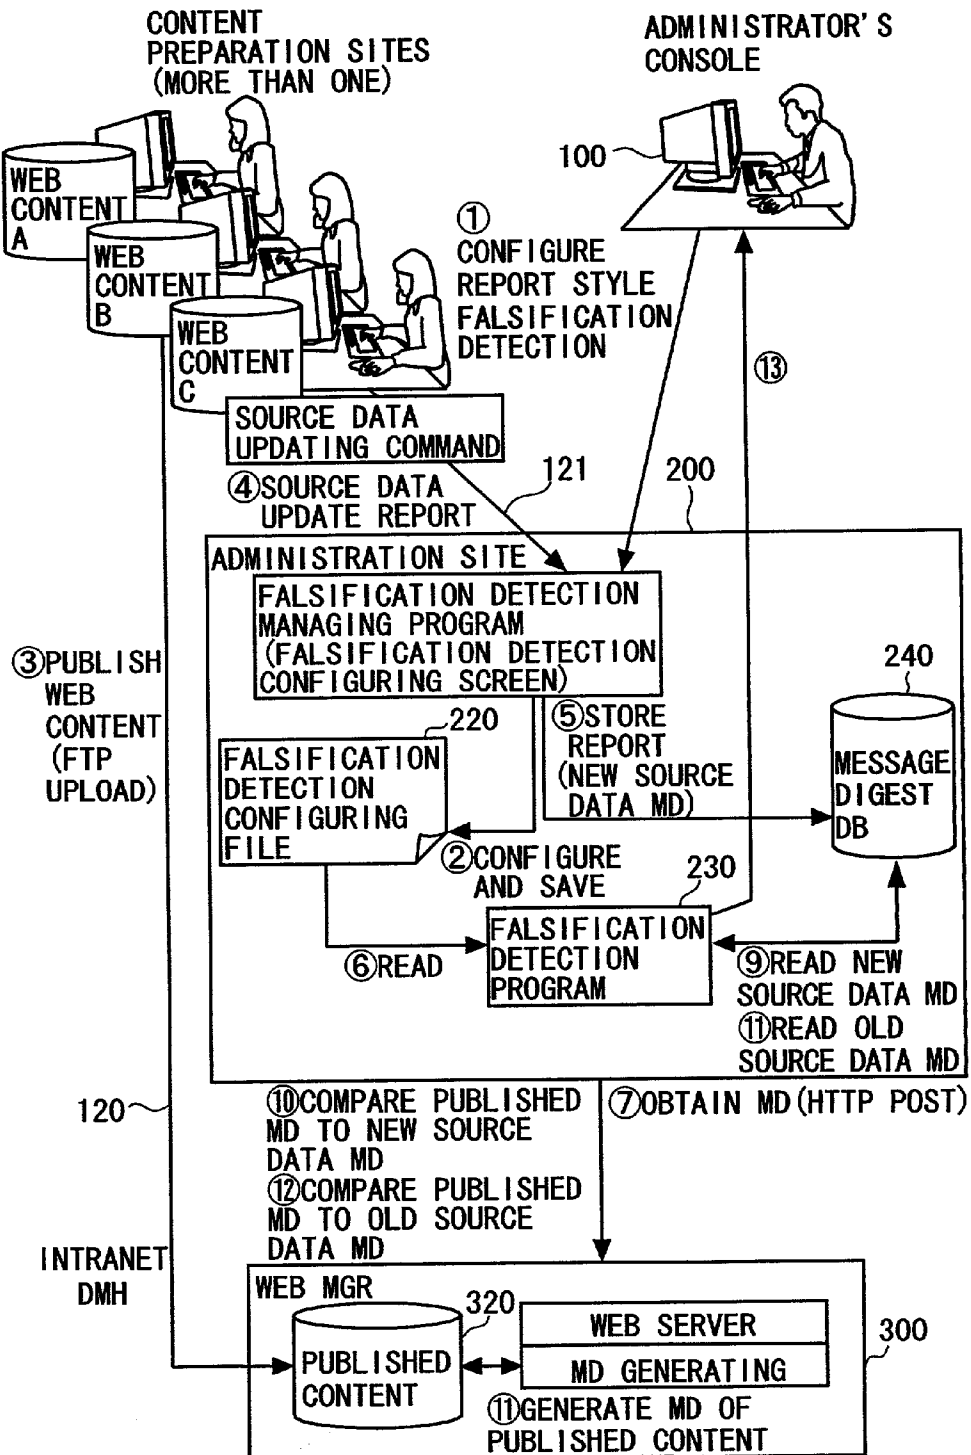 CONTENT
PREPARATION SITES
(MORE THAN ONE)
ADMINISTRATOR'S
CONSOLE
100
WEB
CONTENT
A
WEB
CONTENT
B
WEB
CONTENT
C
①
CONFIGURE
REPORT STYLE
FALSIFICATION
DETECTION
⑬
SOURCE DATA
UPDATING COMMAND
④SOURCE DATA
UPDATE REPORT
121
200
ADMINISTRATION SITE
FALSIFICATION DETECTION
MANAGING PROGRAM
(FALSIFICATION DETECTION
CONFIGURING SCREEN)
③PUBLISH
WEB
CONTENT
(FTP
UPLOAD)
220
FALSIFICATION
DETECTION
CONFIGURING
FILE
⑤STORE
REPORT
(NEW SOURCE
DATA MD)
240
MESSAGE
DIGEST
DB
②CONFIGURE
AND SAVE
230
FALSIFICATION
DETECTION
PROGRAM
⑥READ
⑨READ NEW
SOURCE DATA MD
⑪READ OLD
SOURCE DATA MD
120
⑩COMPARE PUBLISHED
MD TO NEW SOURCE
DATA MD
⑫COMPARE PUBLISHED
MD TO OLD SOURCE
DATA MD
⑦OBTAIN MD(HTTP POST)
INTRANET
DMH
WEB MGR
320
PUBLISHED
CONTENT
WEB SERVER
MD GENERATING
300
⑪GENERATE MD OF
PUBLISHED CONTENT